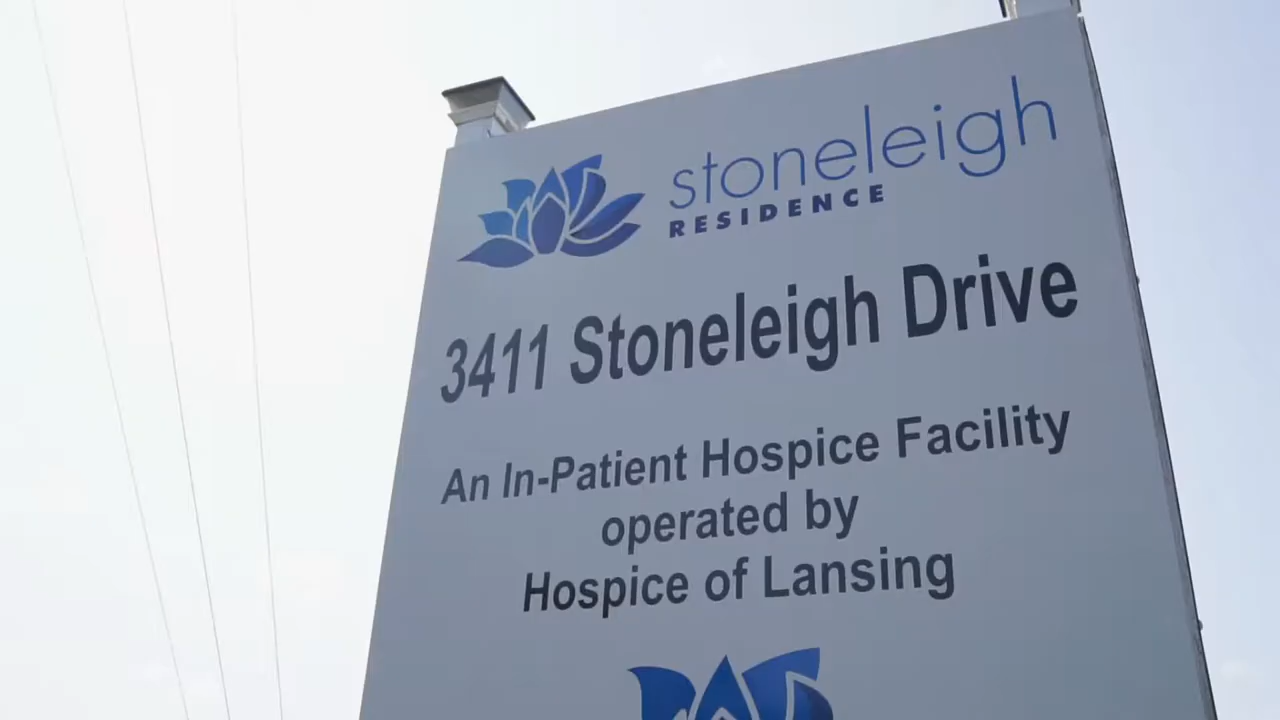 stoneleigh
RESIDENCE
3411 Stoneleigh Drive
An In-Patient Hospice Facility
operated by
Hospice of Lansing